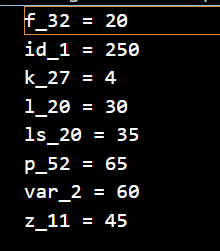 f_32 = 20
id_1 = 250
k_27 = 4
l_20 = 30
ls_20 = 35
p_52 = 65
var_2 = 60
z_11 = 45